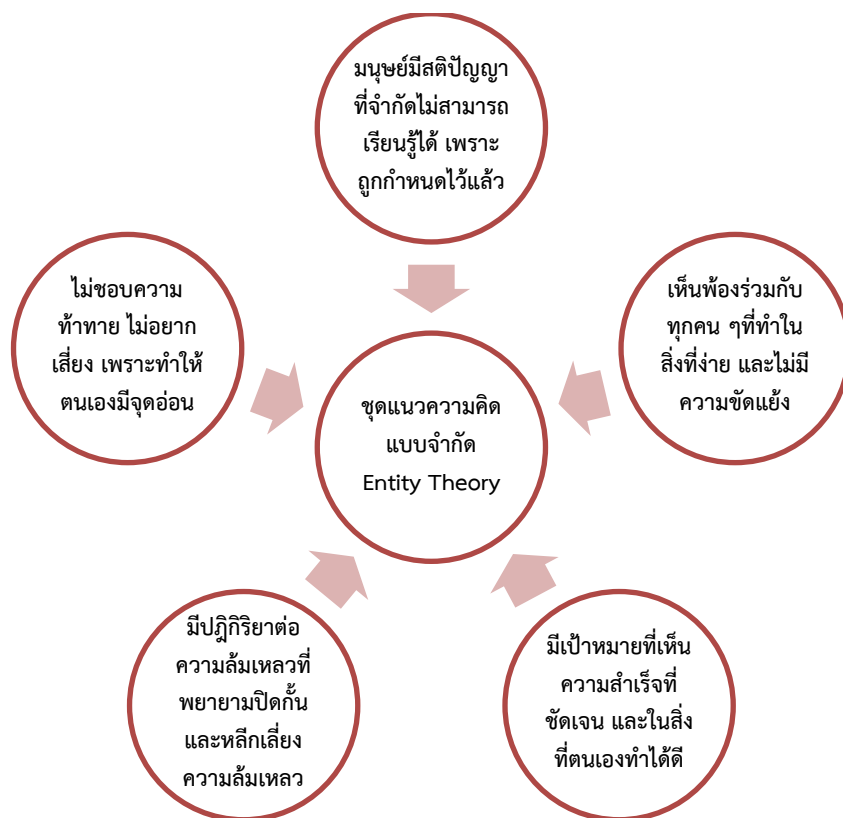 มนุษย์มีสติปัญญา
ที่จำกัดไม่สามารถ
เรียนรู้ได้ เพราะ
ถูกกำหนดไว้แล้ว
ไม่ชอบความ
ท้าทาย ไม่อยาก
เสี่ยง เพราะทำให้
ตนเองมีจุดอ่อน
เห็นพ้องร่วมกับ
ทุกคน ๆที่ทำใน
สิ่งที่ง่าย และไม่มี
ความขัดแย้ง
ชุดแนวความคิด
แบบจำกัด
Entity Theory
มีปฎิกิริยาต่อ
ความล้มเหลวที่
พยายามปิดกั้น
และหลีกเลี่ยง
ความล้มเหลว
มีเป้าหมายที่เห็น
ความสำเร็จที่
ชัดเจน และในสิ่ง
ที่ตนเองทำได้ดี